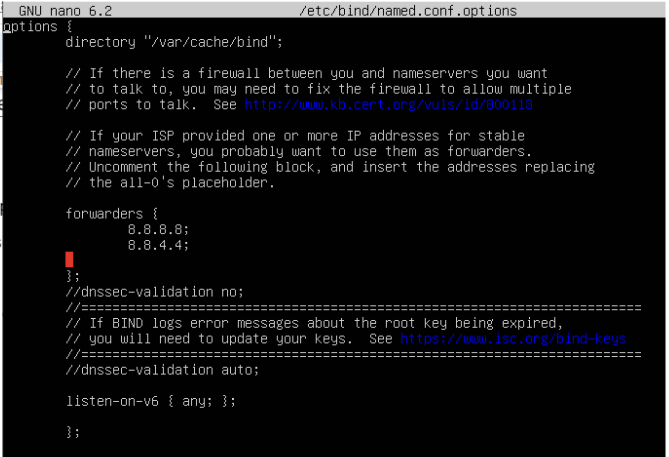 GNU nano 6.2 /etc/bind/named.conf.options
options {
directory "/var/cache/bind";
// If there is a firewall between you and nameservers you want
// to talk to, you may need to fix the firewall to allow multiple
// ports to talk.  See http://www.kb.cert.org/vuls/id/800113
// If your ISP provided one or more IP addresses for stable
// nameservers, you probably want to use them as forwarders.
// Uncomment the following block, and insert the addresses replacing
// the all-0's placeholder.
forwarders {
8.8.8.8;
8.8.4.4;
};
//dnssec-validation no;
//========================================================================
// If BIND logs error messages about the root key being expired,
// you will need to update your keys.  See https://www.isc.org/bind-keys
//========================================================================
//dnssec-validation auto;
listen-on-v6 { any; };
};